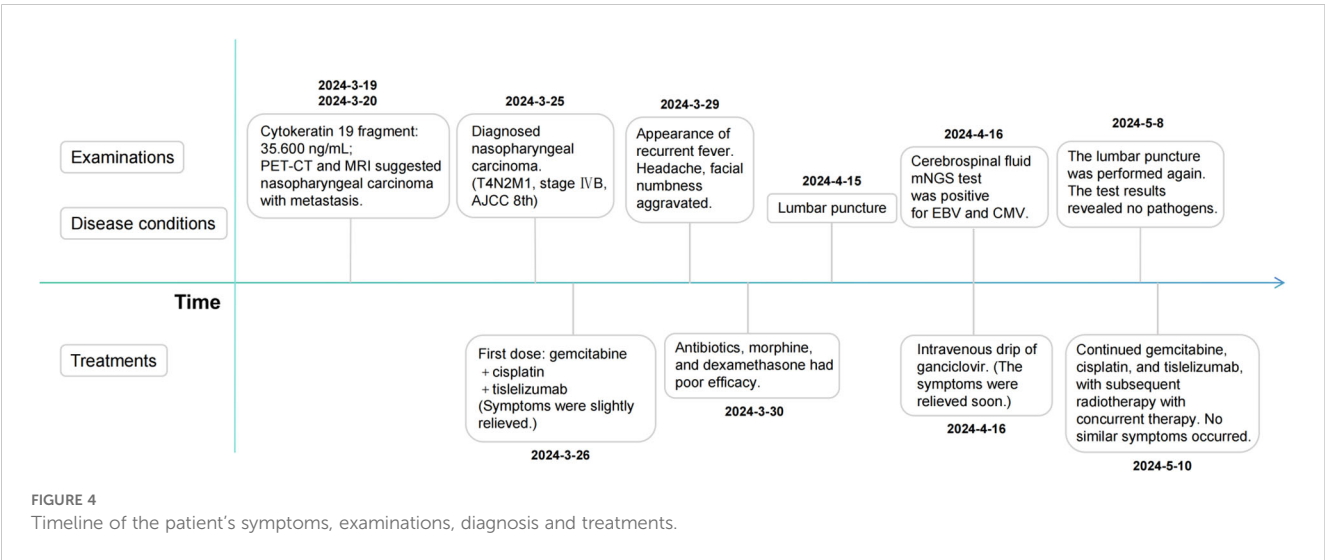 2024-3-19
2024-3-20
Cytokeratin 19 fragment:
35.600 ng/mL;
PET-CT and MRI suggested
nasopharyngeal carcinoma
with metastasis.
2024-3-25
Diagnosed
nasopharyngeal
carcinoma.
(T4N2M1, stage ⅣB,
AJCC 8th)
2024-3-29
Appearance of
recurrent fever.
Headache, facial
numbness
aggravated.
2024-4-15
Lumbar puncture
2024-4-16
Cerebrospinal fluid
mNGS test
was positive
for EBV and CMV.
2024-5-8
The lumbar puncture
was performed again.
The test results
revealed no pathogens.
Examinations
Disease conditions
Time
Treatments
First dose: gemcitabine
+ cisplatin
+ tislelizumab
(Symptoms were slightly
relieved.)
2024-3-26
Antibiotics, morphine,
and dexamethasone had
poor efficacy.
2024-3-30
Intravenous drip of
ganciclovir. (The
symptoms were
relieved soon.)
2024-4-16
Continued gemcitabine,
cisplatin, and tislelizumab,
with subsequent
radiotherapy with
concurrent therapy. No
similar symptoms occurred.
2024-5-10
FIGURE 4
Timeline of the patient's symptoms, examinations, diagnosis and treatments.